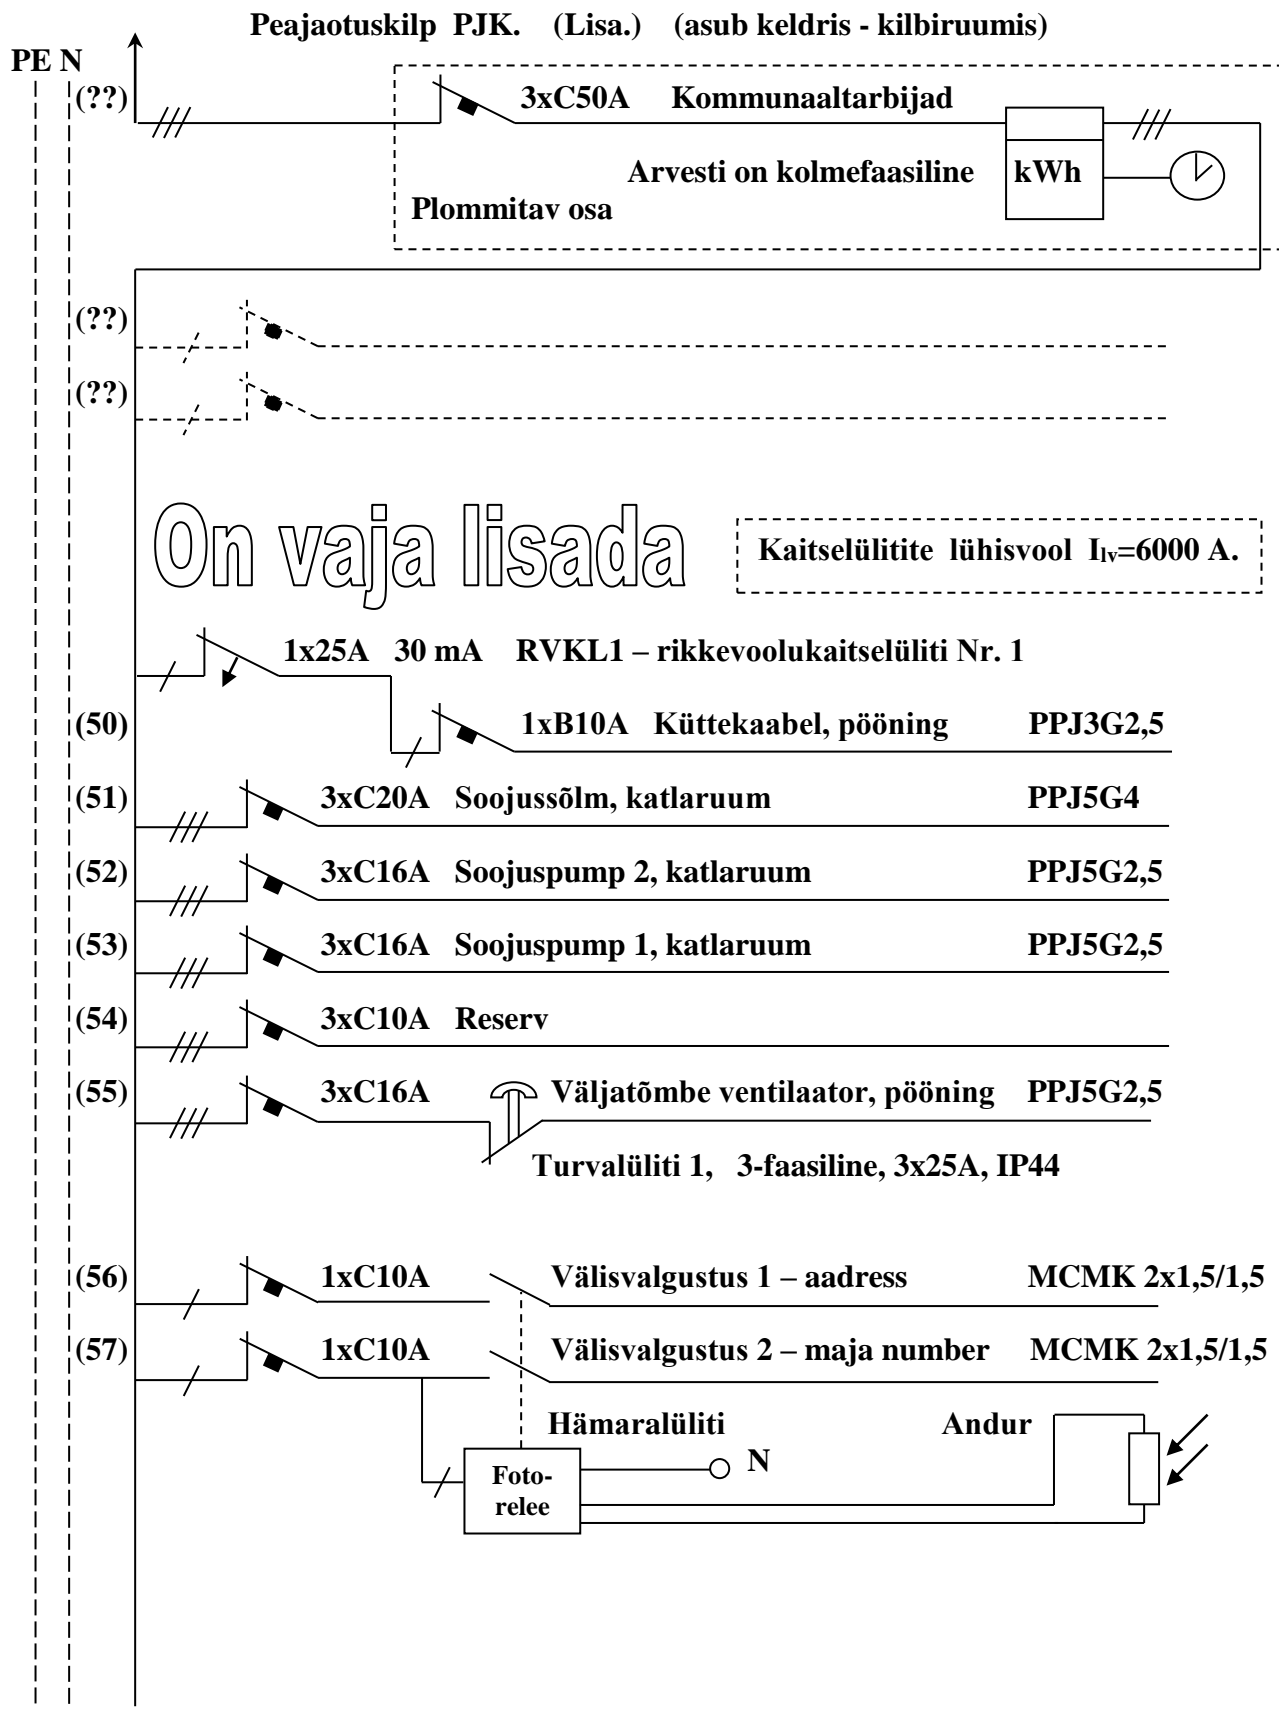 Peajaotuskilp PJK. (Lisa.) (asub keldris - kilbiruumis)
PE N
(??) 3xC50A Kommunaaltarbijad
Arvesti on kolmefaasiline kWh
Plommitav osa
(??)
(??)
On vaja lisada
Kaitselülitite lühisvool Ilv=6000 A.
1x25A 30 mA RVKL1 – rikkevoolukaitselüliti Nr. 1
(50) 1xB10A Küttekaabel, pööning PPJ3G2,5
(51) 3xC20A Soojussõlm, katlaruum PPJ5G4
(52) 3xC16A Soojuspump 2, katlaruum PPJ5G2,5
(53) 3xC16A Soojuspump 1, katlaruum PPJ5G2,5
(54) 3xC10A Reserv
(55) 3xC16A Väljatõmbe ventilaator, pööning PPJ5G2,5
Turvalüliti 1, 3-faasiline, 3x25A, IP44
(56) 1xC10A Välisvalgustus 1 – aadress MCMK 2x1,5/1,5
(57) 1xC10A Välisvalgustus 2 – maja number MCMK 2x1,5/1,5
Hämaralüliti Andur
N
Foto-
relee